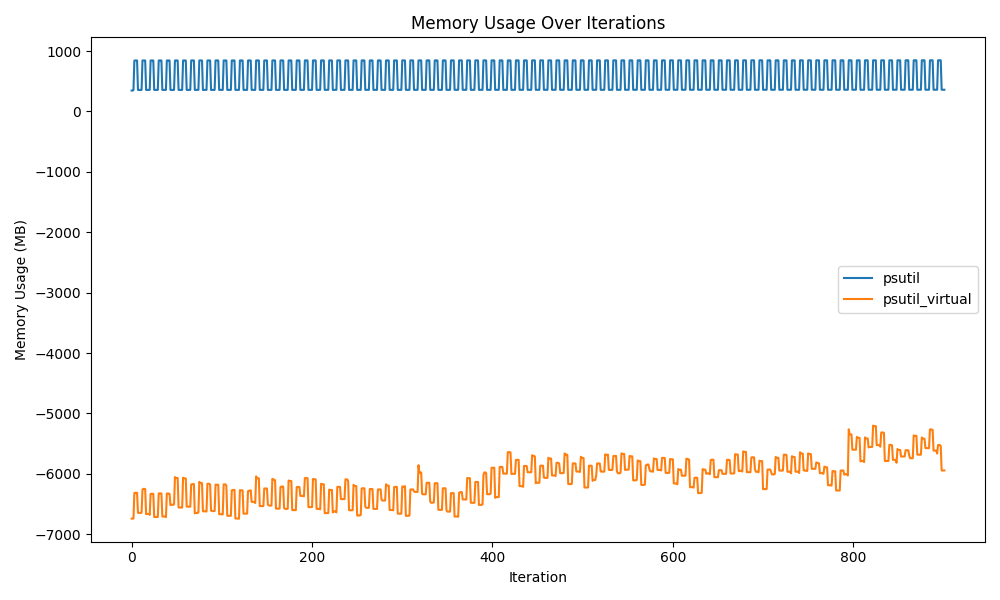 Memory Usage Over Iterations
Memory Usage (MB)
1000
0
−1000
−2000
−3000
−4000
−5000
−6000
−7000
psutil
psutil_virtual
0
200
400
600
800
Iteration